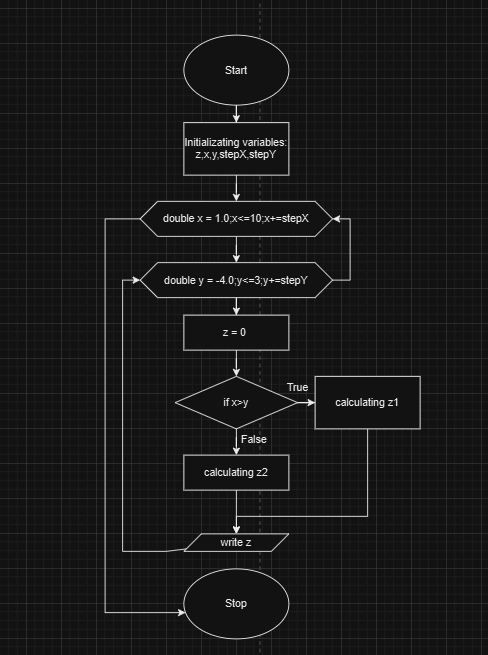 Start
Initializating variables:
z,x,y,stepX,stepY
double x = 1.0;x<=10;x+=stepX
double y = -4.0;y<=3;y+=stepY
z = 0
if x>y
True
calculating z1
False
calculating z2
write z
Stop